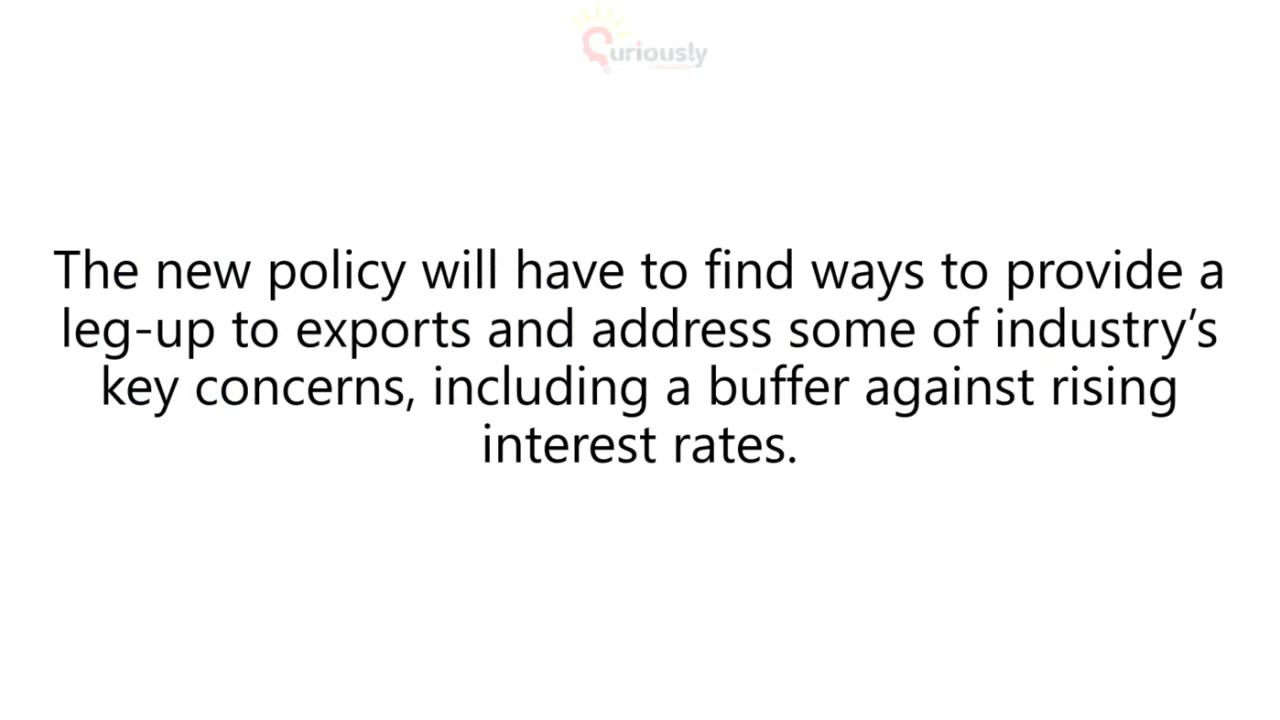 Curiously
The new policy will have to find ways to provide a
leg-up to exports and address some of industry’s
key concerns, including a buffer against rising
interest rates.